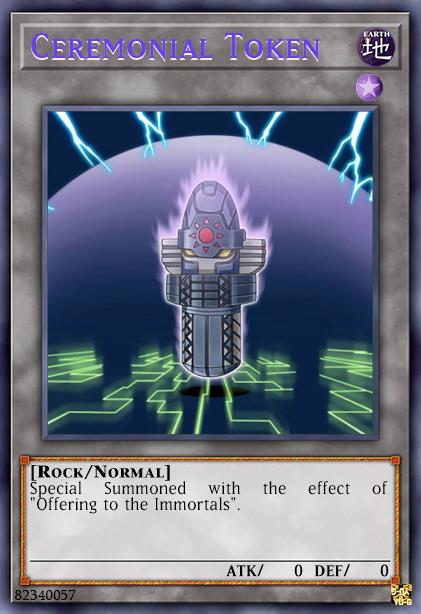 Ceremonial Token
EARTH
地
[Rock/Normal]
Special Summoned with the effect of
"Offering to the Immortals".
ATK/ 0 DEF/ 0
82340057